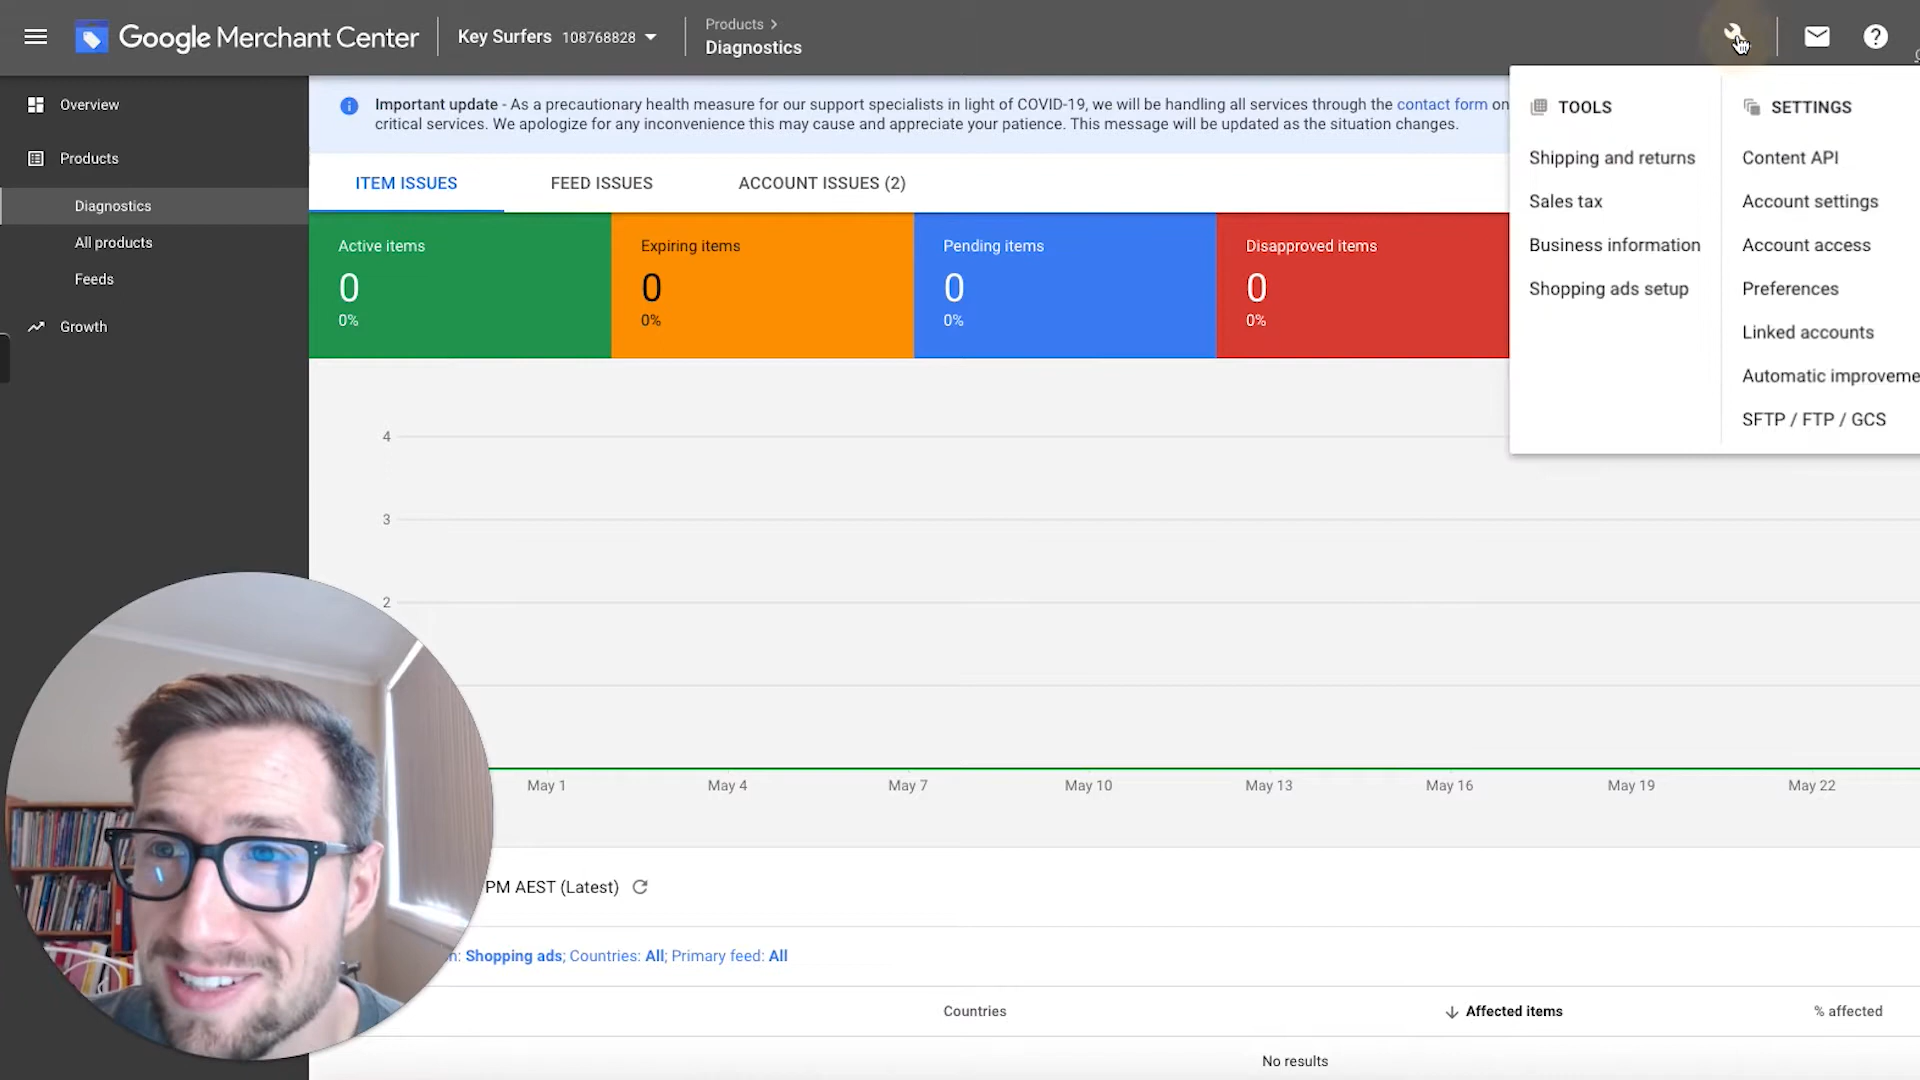 Google Merchant Center
Key Surfers 108768828
Products
Diagnostics
Overview
Products
Diagnostics
All products
Feeds
Growth
Important update - As a precautionary health measure for our support specialists in light of COVID-19, we will be handling all services through the contact form on
critical services. We apologize for any inconvenience this may cause and appreciate your patience. This message will be updated as the situation changes.
ITEM ISSUES
FEED ISSUES
ACCOUNT ISSUES (2)
Active items
0
0%
Expiring items
0
0%
Pending items
0
0%
Disapproved items
0
0%
TOOLS
Shipping and returns
Sales tax
Business information
Shopping ads setup
SETTINGS
Content API
Account settings
Account access
Preferences
Linked accounts
Automatic improveme
SFTP / FTP / GCS
4
3
2
May 1
May 4
May 7
May 10
May 13
May 16
May 19
May 22
PM AEST (Latest)
n: Shopping ads; Countries: All; Primary feed: All
Countries
Affected items
% affected
No results